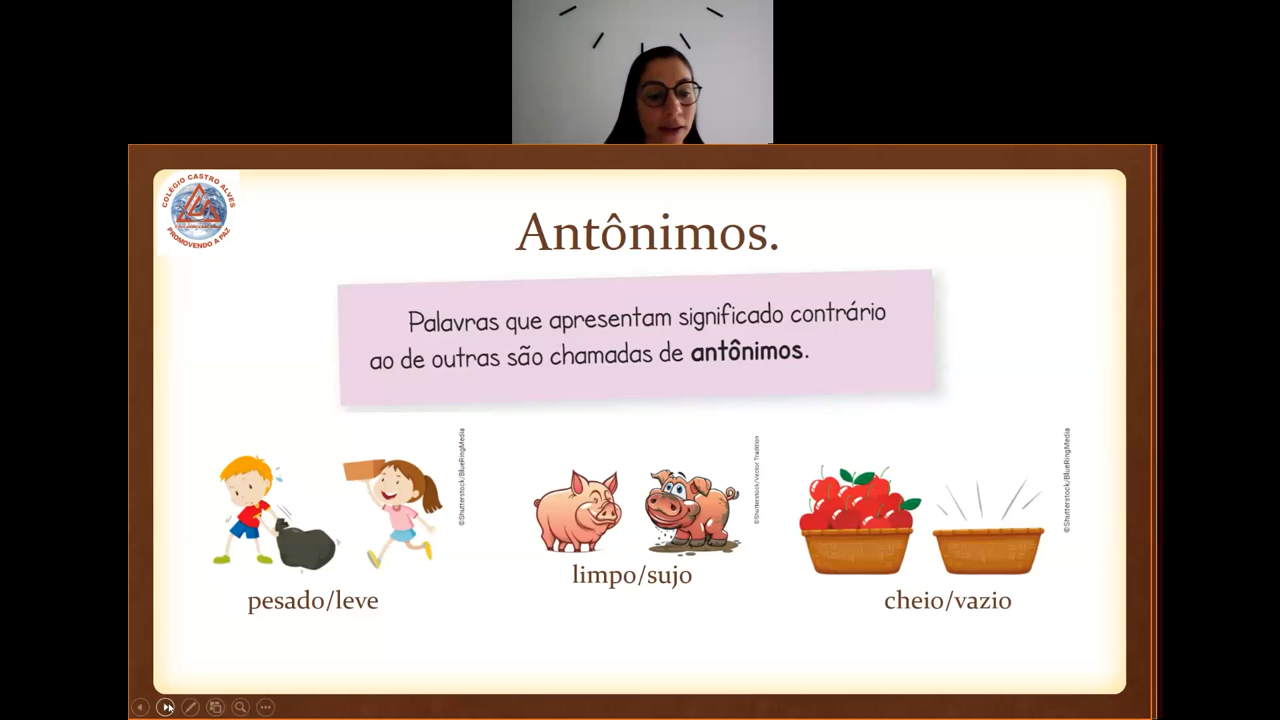 COLÉGIO CASTRO ALVES
PROMOVENDO A PAZ
Antônimos.
Palavras que apresentam significado contrário
ao de outras são chamadas de antônimos.
©Shutterstock/BlueRingMedia
©Shutterstock/Vector Tradition
©Shutterstock/BlueRingMedia
limpo/sujo
pesado/leve
cheio/vazio